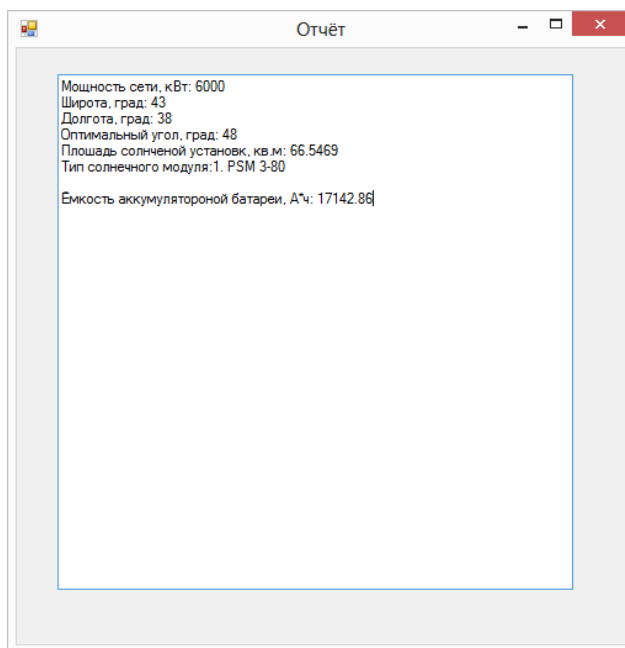 Отчёт
Мощность сети, кВт: 6000
Широта, град: 43
Долгота, град: 38
Оптимальный угол, град: 48
Плошадь солнченой установк, кв.м: 66.5469
Тип солнечного модуля:1. PSM 3-80
Ёмкость аккумулятороной батареи, А*ч: 17142.86